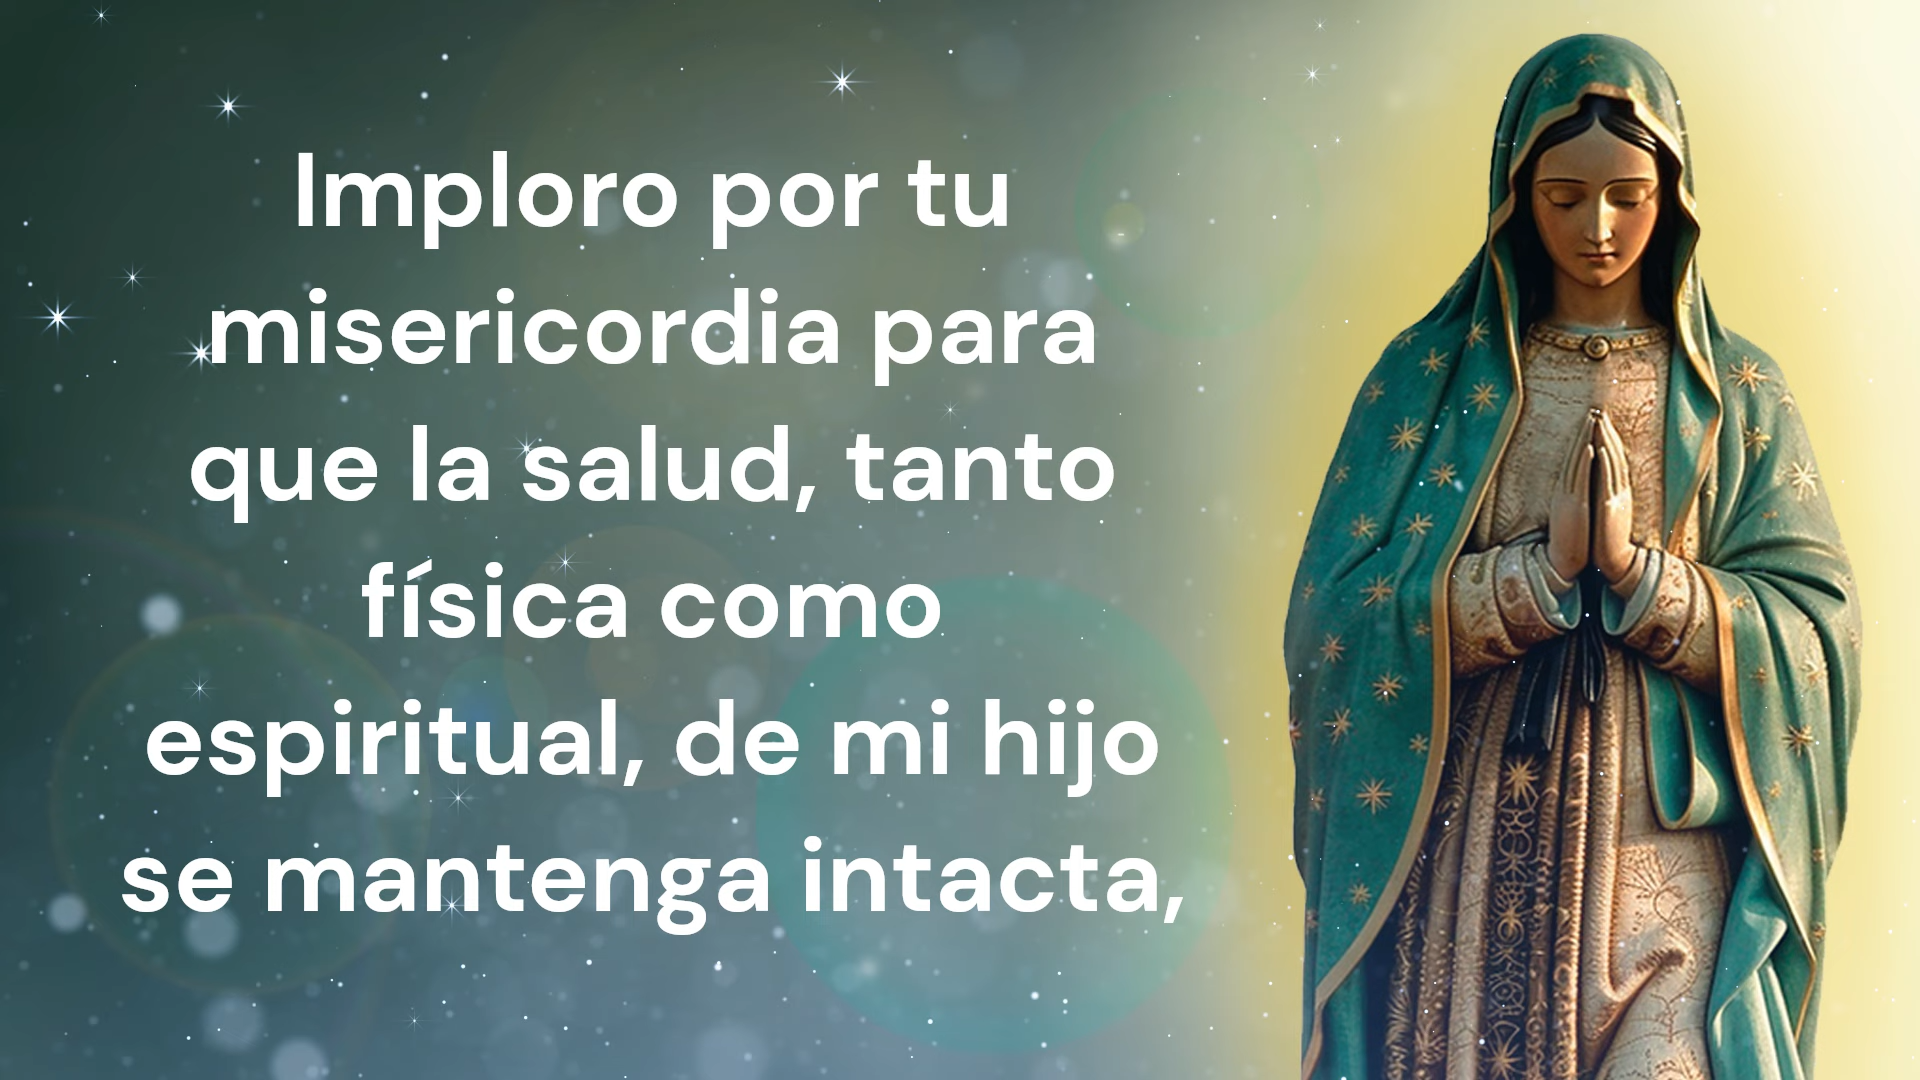 Imploro por tu
misericordia para
que la salud, tanto
física como
espiritual, de mi hijo
se mantenga intacta,